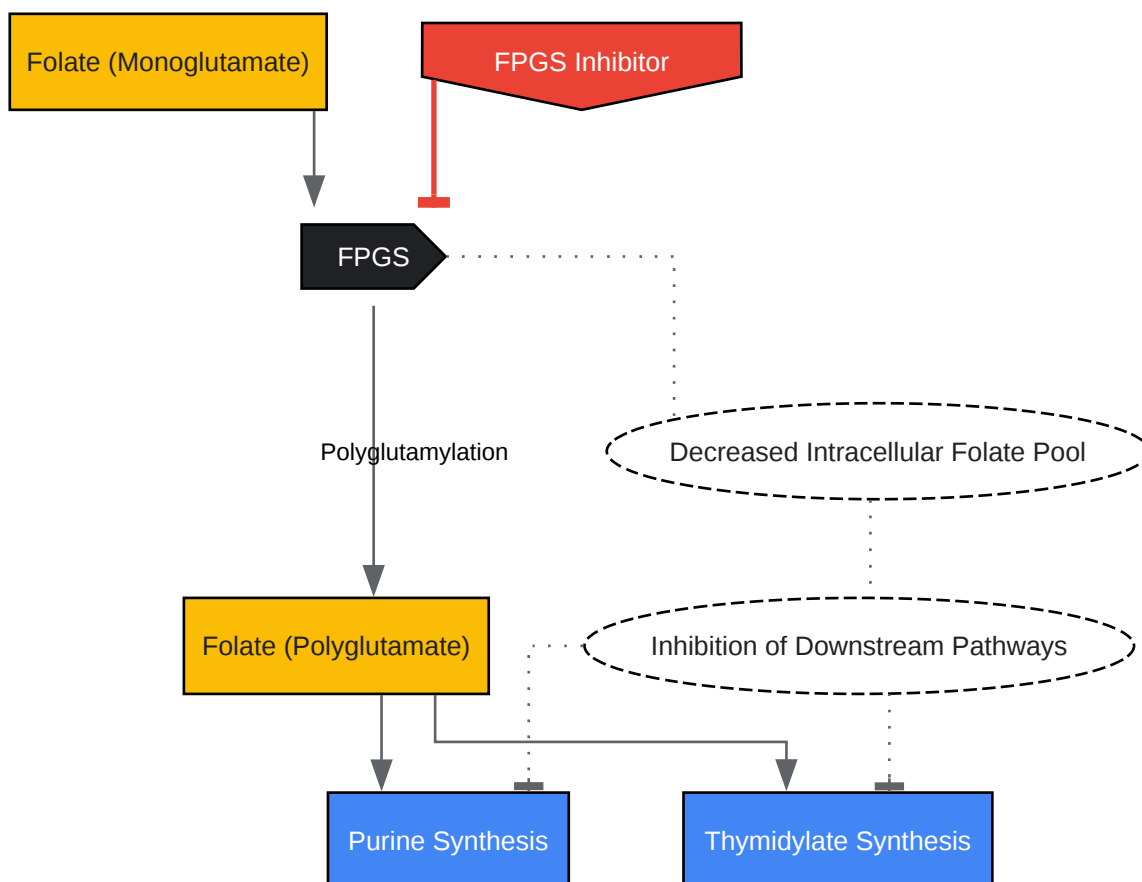 Folate (Monoglutamate)
FPGS Inhibitor
FPGS
Polyglutamylation
Decreased Intracellular Folate Pool
Folate (Polyglutamate)
Inhibition of Downstream Pathways
Purine Synthesis
Thymidylate Synthesis